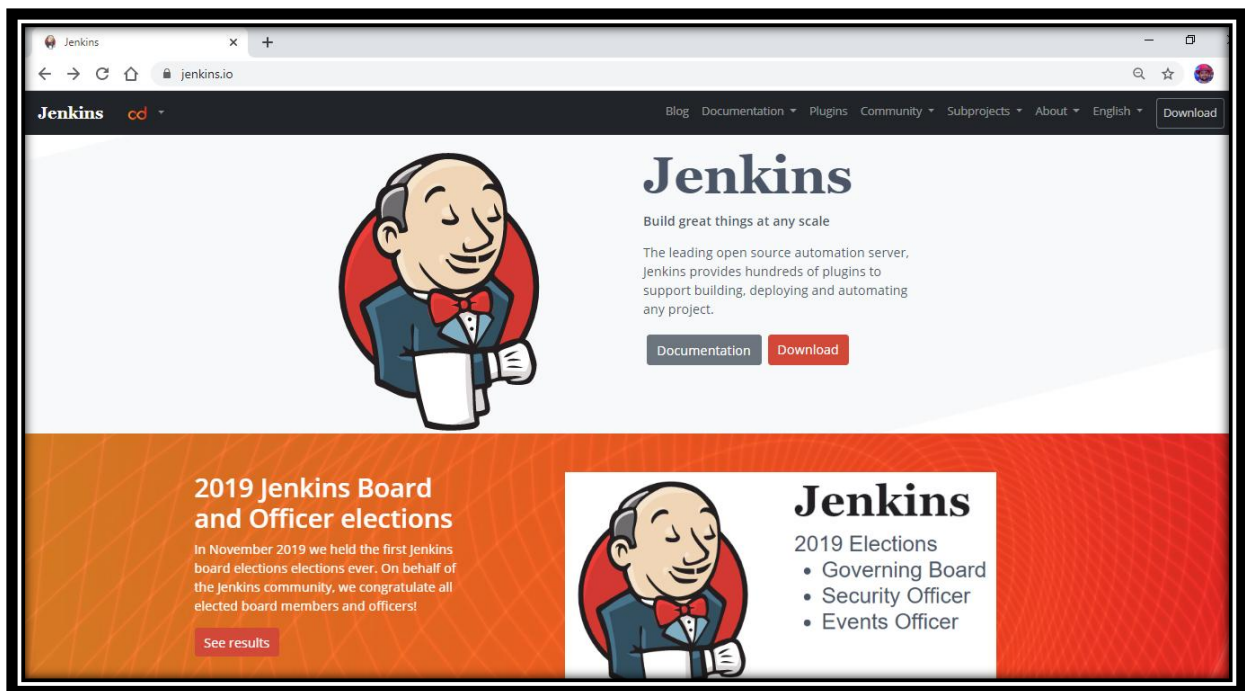 Jenkins
jenkins.io
Jenkins cd Blog Documentation Plugins Community Subprojects About English Download
Jenkins
Build great things at any scale
The leading open source automation server,
Jenkins provides hundreds of plugins to
support building, deploying and automating
any project.
Documentation Download
2019 Jenkins Board
and Officer elections
In November 2019 we held the first Jenkins
board elections elections ever. On behalf of
the Jenkins community, we congratulate all
elected board members and officers!
See results
Jenkins
2019 Elections
• Governing Board
• Security Officer
• Events Officer